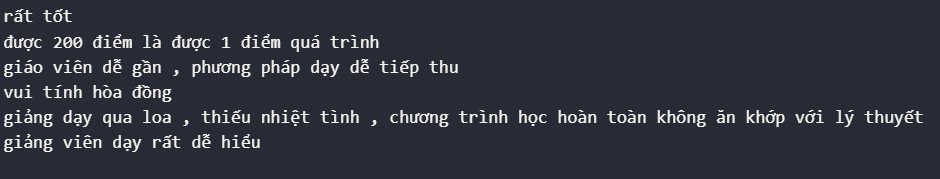 rất tốt
được 200 điểm là được 1 điểm quá trình
giáo viên dễ gần , phương pháp dạy dễ tiếp thu
vui tính hòa đồng
giảng dạy qua loa , thiếu nhiệt tình , chương trình học hoàn toàn không ăn khớp với lý thuyết
giảng viên dạy rất dễ hiểu